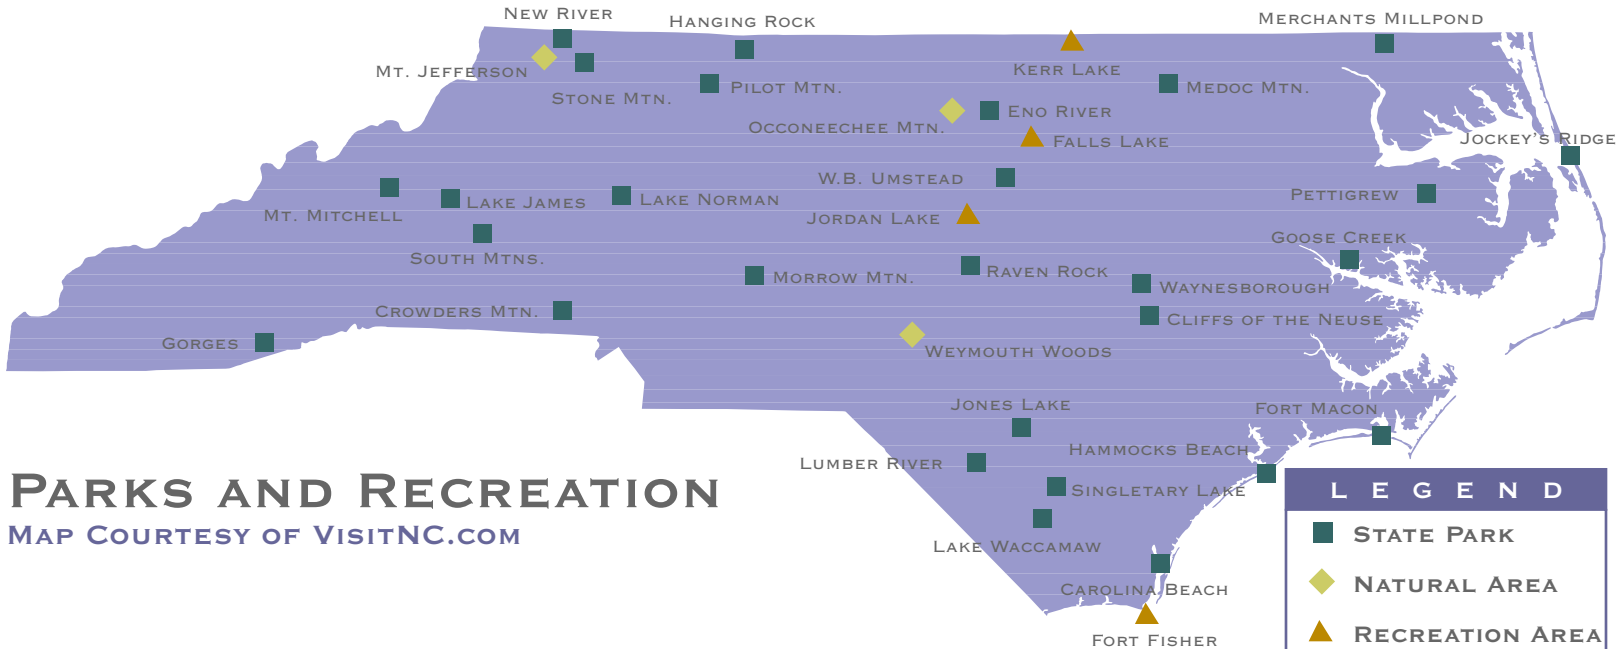 New River
Hanging Rock
Merchants Millpond
Mt. Jefferson
Kerr Lake
Stone Mtn.
Pilot Mtn.
Medoc Mtn.
Occoneechee Mtn.
Eno River
Falls Lake
Jockey's Ridge
W.B. Umstead
Mt. Mitchell
Lake James
Lake Norman
Jordan Lake
Pettigrew
South Mtns.
Goose Creek
Morrow Mtn.
Raven Rock
Waynesborough
Crowders Mtn.
Cliffs of the Neuse
Gorges
Weymouth Woods
Jones Lake
Fort Macon
Hammocks Beach
Lumber River
Singletary Lake
Lake Waccamaw
Carolina Beach
Fort Fisher
Parks and Recreation
Map Courtesy of VisitNC.com
LEGEND
State Park
Natural Area
Recreation Area